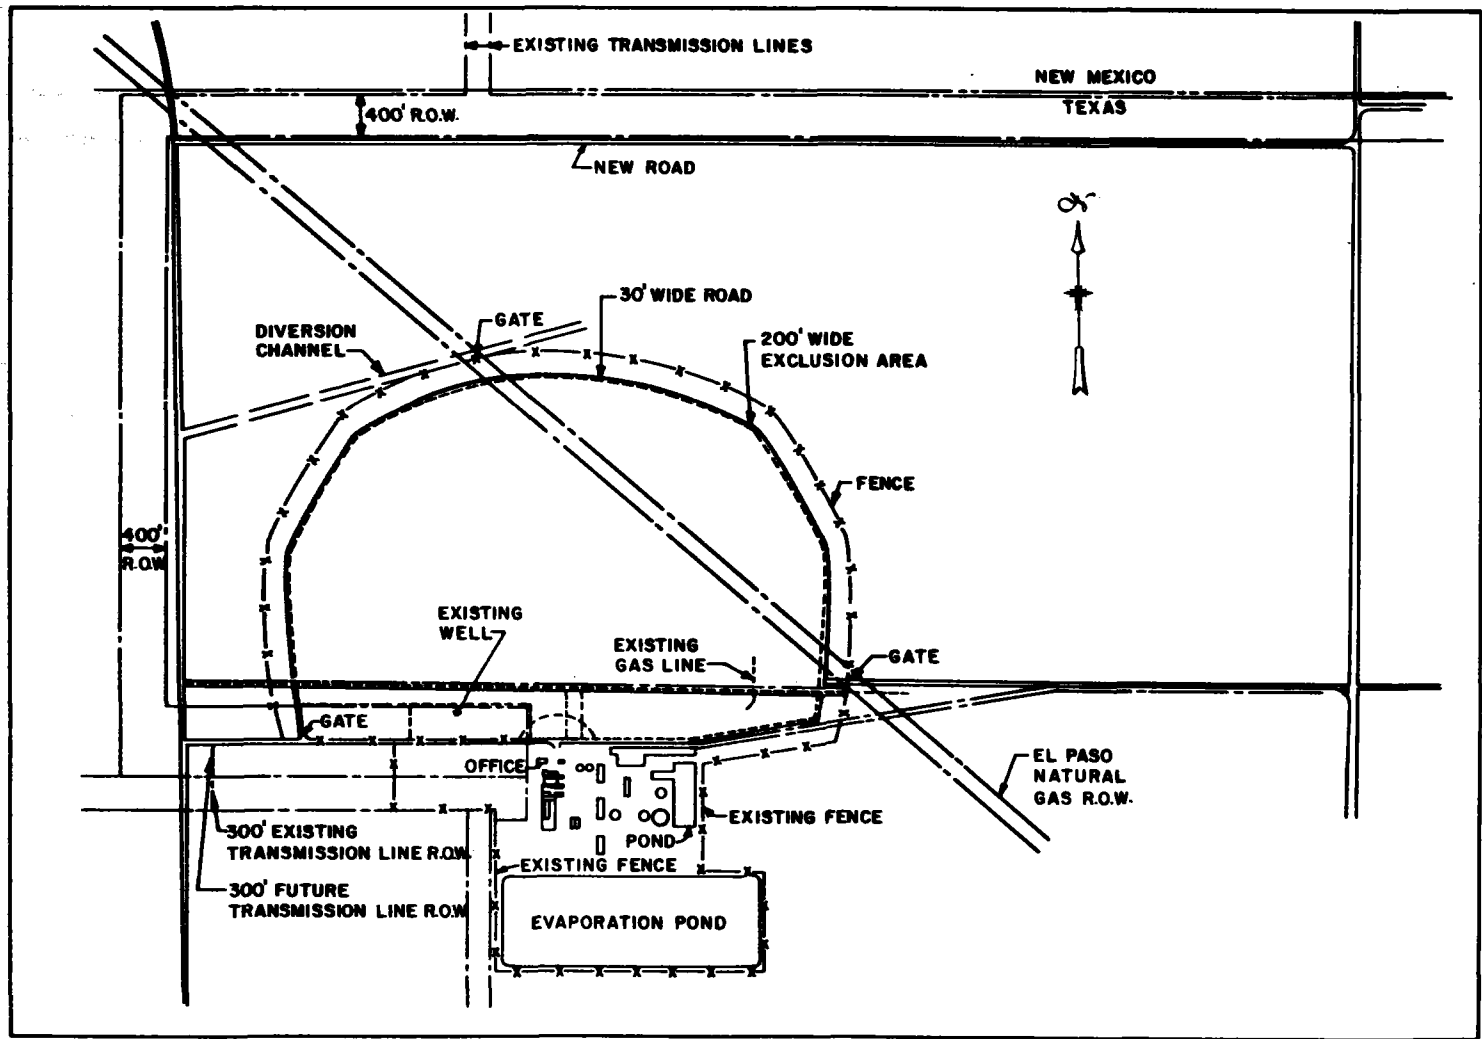 EXISTING TRANSMISSION LINES
NEW MEXICO
TEXAS
400' R.O.W.
NEW ROAD
N
30' WIDE ROAD
GATE
DIVERSION
CHANNEL
200' WIDE
EXCLUSION AREA
FENCE
400'
R.O.W.
EXISTING
WELL
EXISTING
GAS LINE
GATE
GATE
OFFICE
EL PASO
NATURAL
GAS R.O.W.
EXISTING FENCE
POND
300' EXISTING
TRANSMISSION LINE R.O.W.
EXISTING FENCE
300' FUTURE
TRANSMISSION LINE R.O.W.
EVAPORATION POND